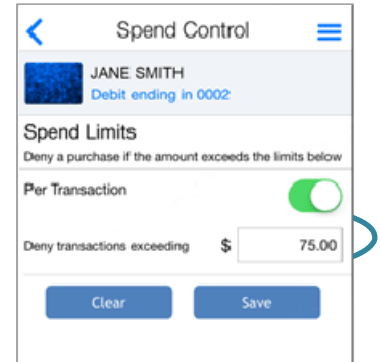 Spend Control
JANE SMITH
Debit ending in 0002
Spend Limits
Deny a purchase if the amount exceeds the limits below
Per Transaction
Deny transactions exceeding $ 75.00
Clear Save